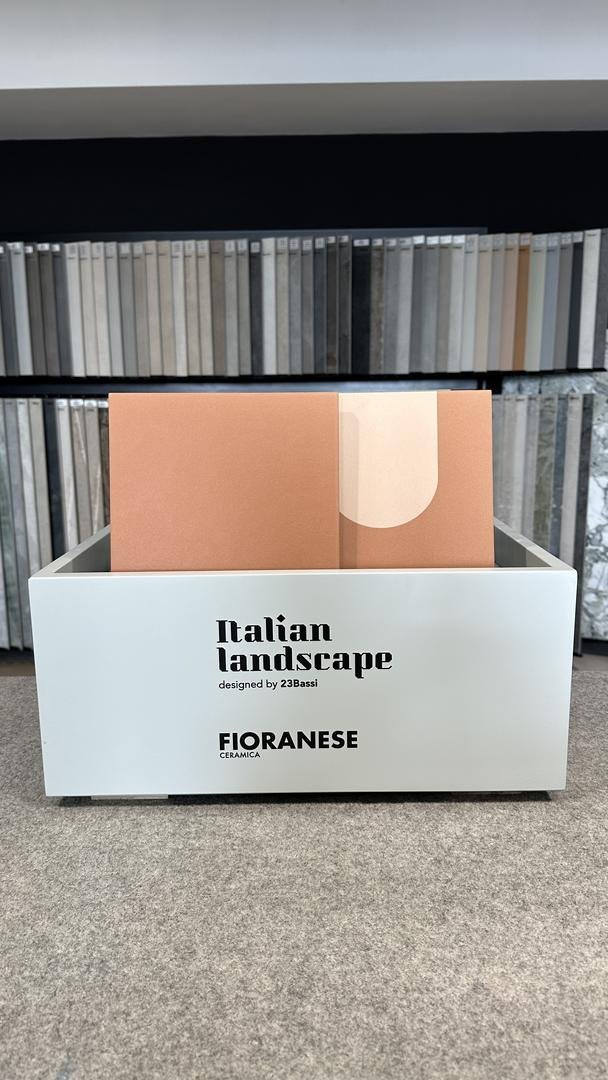 Italian
landscape
designed by 23Bassi
FIORANESE
CERAMICA